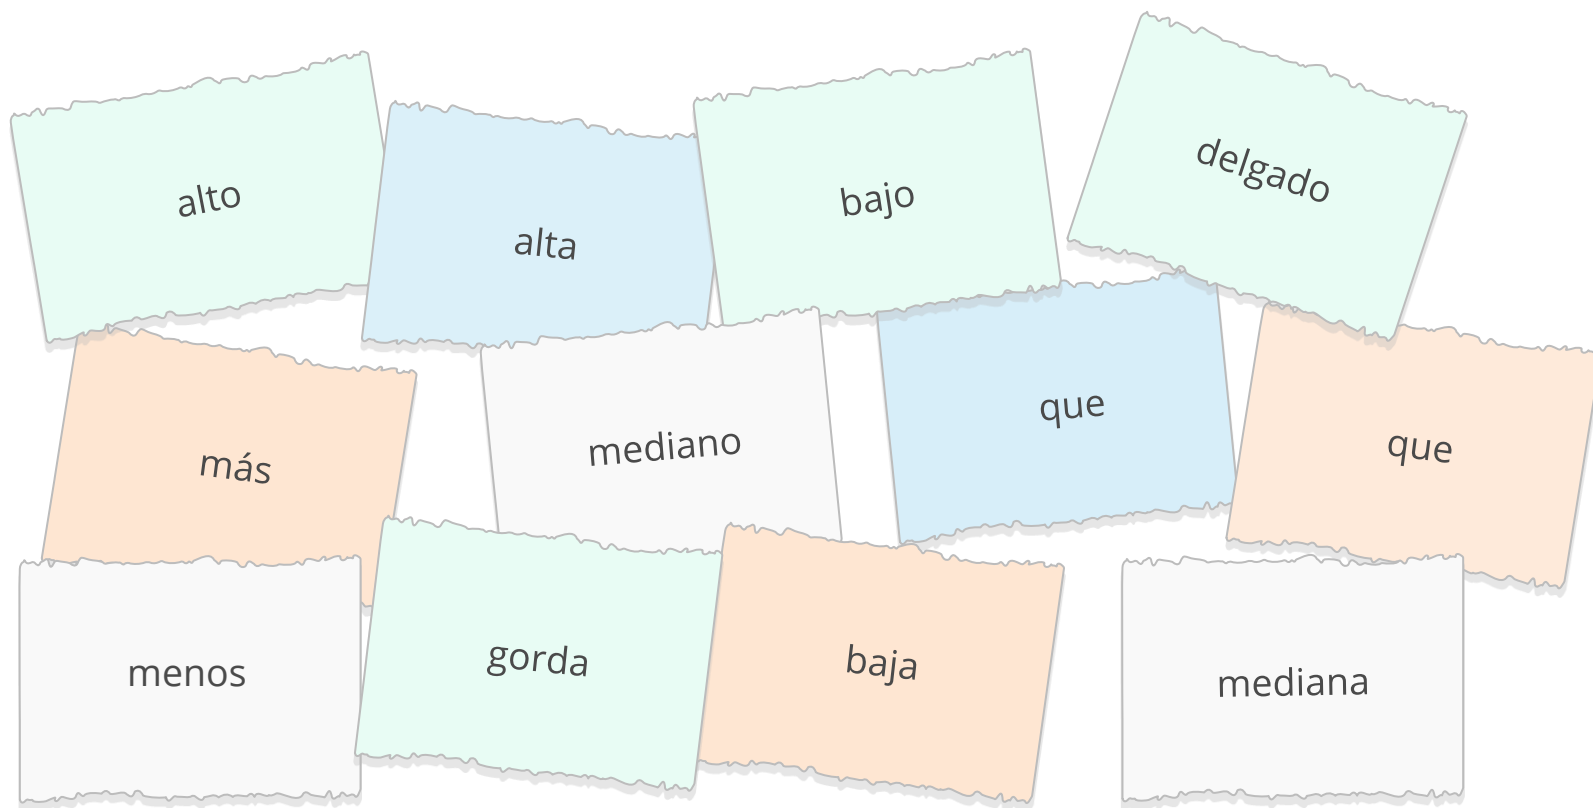 alto
alta
bajo
delgado
más
mediano
que
que
menos
gorda
baja
mediana